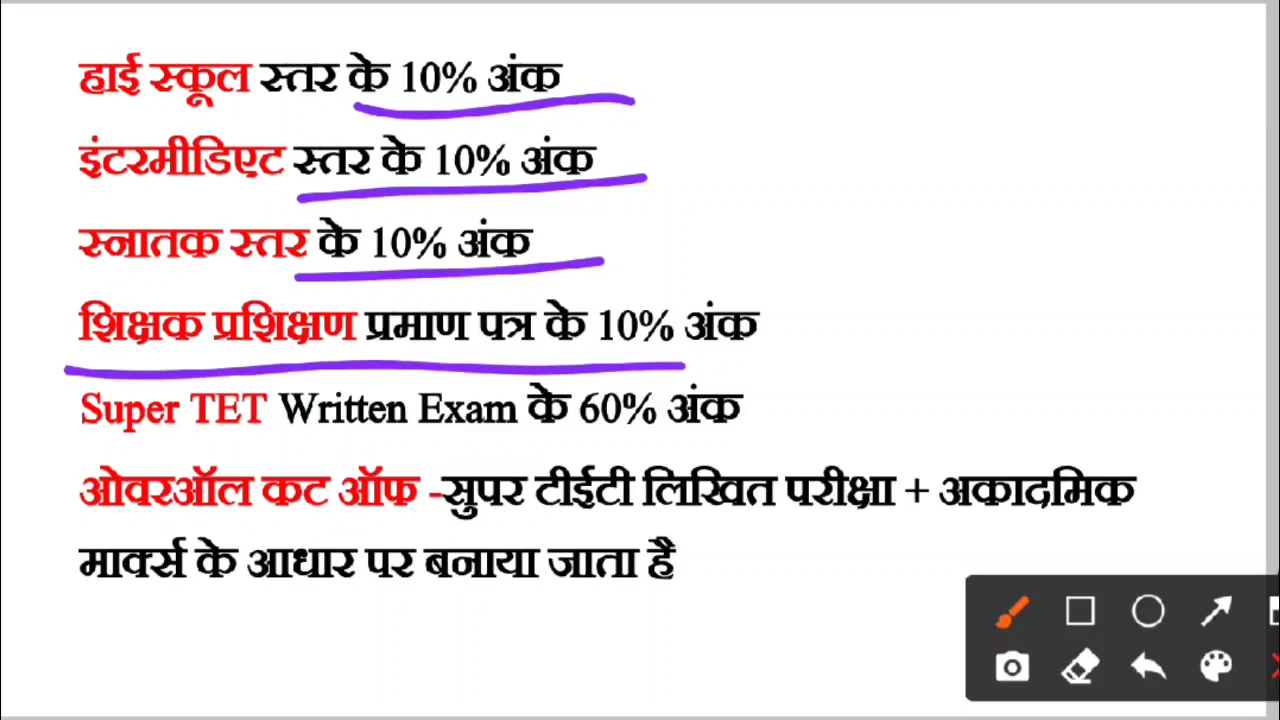 हाई स्कूल स्तर के 10% अंक
इंटरमीडिएट स्तर के 10% अंक
स्नातक स्तर के 10% अंक
शिक्षक प्रशिक्षण प्रमाण पत्र के 10% अंक
Super TET Written Exam के 60% अंक
ओवरऑल कट ऑफ -सुपर टीईटी लिखित परीक्षा + अकादमिक
मार्क्स के आधार पर बनाया जाता है